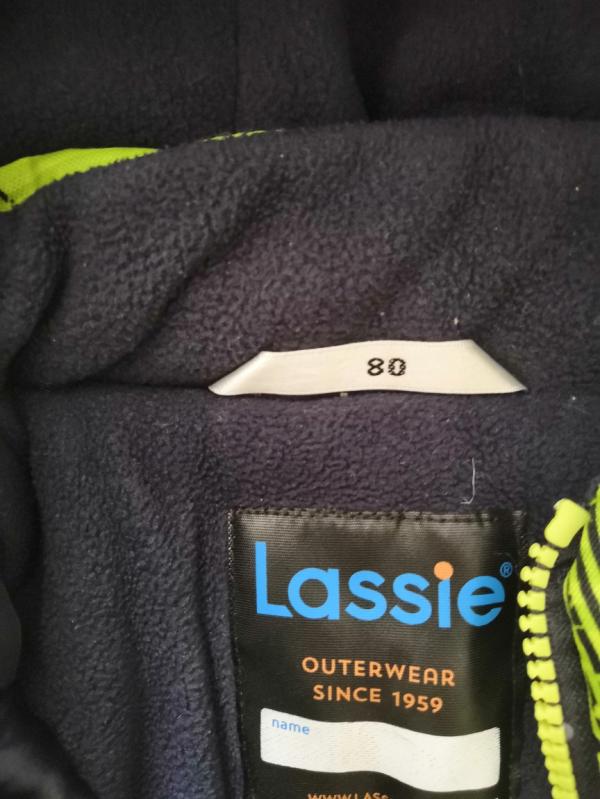 80
Lassie®
OUTERWEAR
SINCE 1959
name